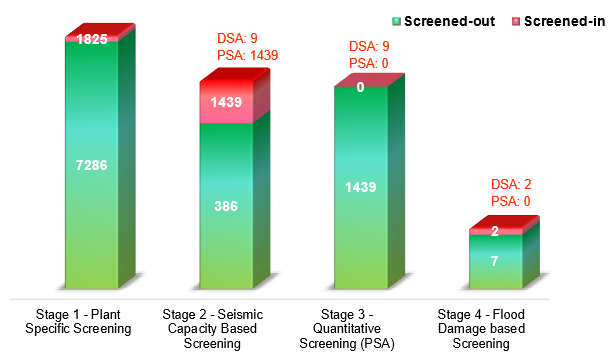 Screened-out Screened-in
1825
7286
DSA: 9
PSA: 1439
1439
386
DSA: 9
PSA: 0
0
1439
DSA: 2
PSA: 0
2
7
Stage 1 - Plant
Specific Screening
Stage 2 - Seismic
Capacity Based
Screening
Stage 3 -
Quantitative
Screening (PSA)
Stage 4 - Flood
Damage based
Screening